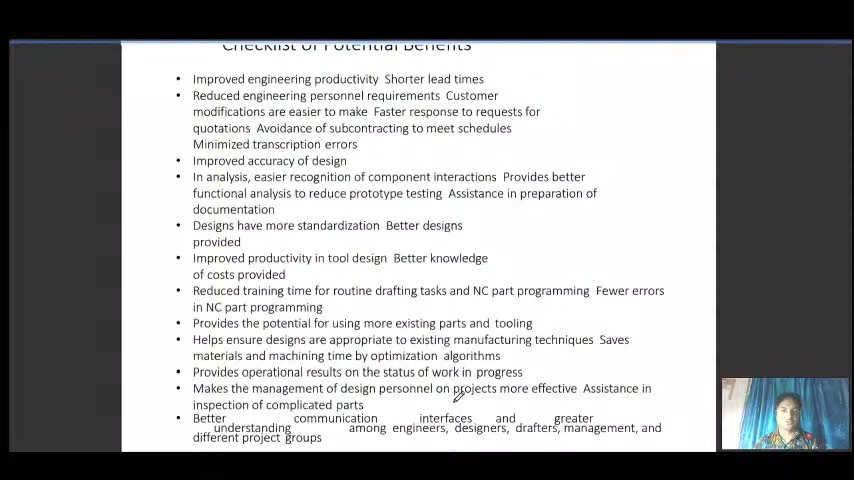 Checklist of Potential Benefits
• Improved engineering productivity Shorter lead times
• Reduced engineering personnel requirements Customer
modifications are easier to make Faster response to requests for
quotations Avoidance of subcontracting to meet schedules
Minimized transcription errors
• Improved accuracy of design
• In analysis, easier recognition of component interactions Provides better
functional analysis to reduce prototype testing Assistance in preparation of
documentation
• Designs have more standardization Better designs
provided
• Improved productivity in tool design Better knowledge
of costs provided
• Reduced training time for routine drafting tasks and NC part programming Fewer errors
in NC part programming
• Provides the potential for using more existing parts and tooling
• Helps ensure designs are appropriate to existing manufacturing techniques Saves
materials and machining time by optimization algorithms
• Provides operational results on the status of work in progress
• Makes the management of design personnel on projects more effective Assistance in
inspection of complicated parts
• Better communication interfaces and greater
understanding among engineers, designers, drafters, management, and
different project groups